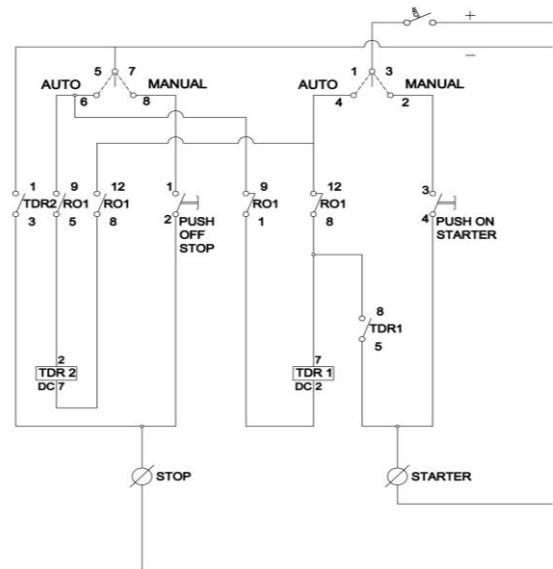 +
−
5 7
1 3
AUTO MANUAL
AUTO MANUAL
6 8
4 2
1 9 12 1 9 12 3
TDR2 RO1 RO1 RO1 RO1
3 5 8 2 PUSH OFF STOP 1 8 4 PUSH ON STARTER
8
TDR1
5
2 7
TDR 2 TDR 1
DC 7 DC 2
STOP STARTER